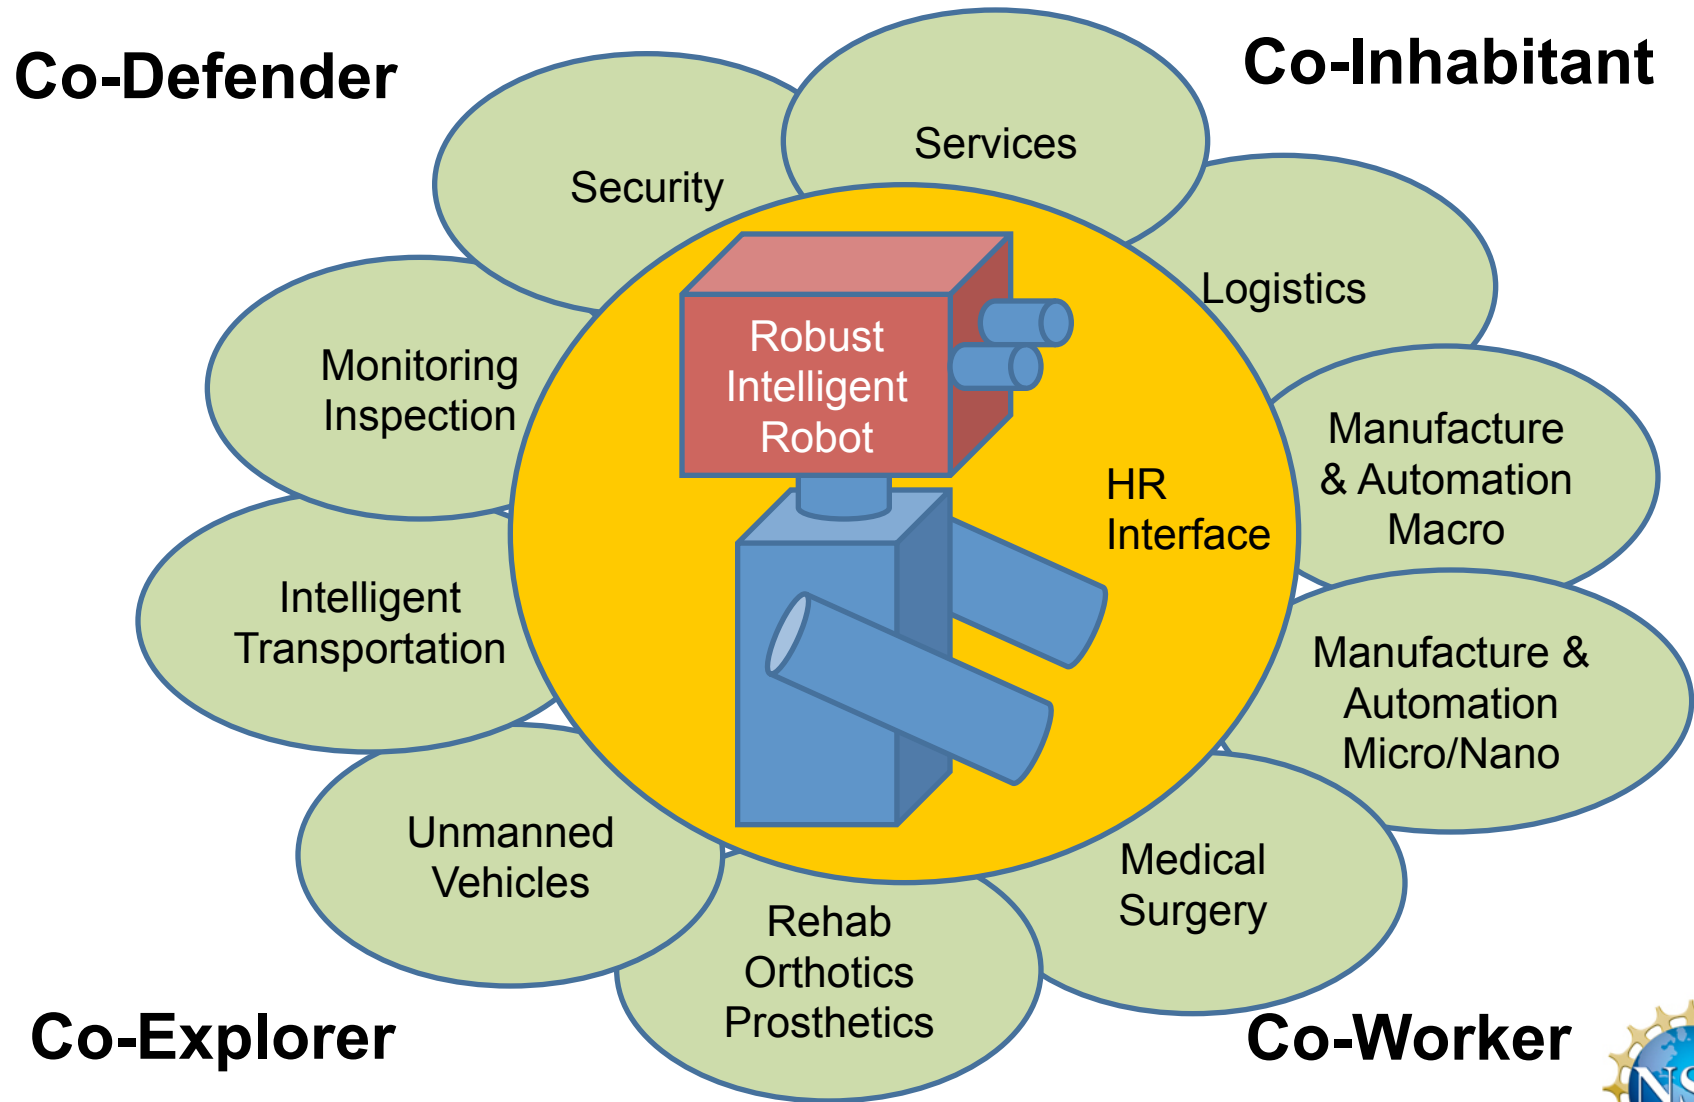 Co-Defender
Co-Inhabitant
Services
Security
Logistics
Robust
Intelligent
Robot
Monitoring
Inspection
Manufacture
& Automation
Macro
HR
Interface
Intelligent
Transportation
Manufacture &
Automation
Micro/Nano
Unmanned
Vehicles
Medical
Surgery
Rehab
Orthotics
Prosthetics
Co-Explorer
Co-Worker